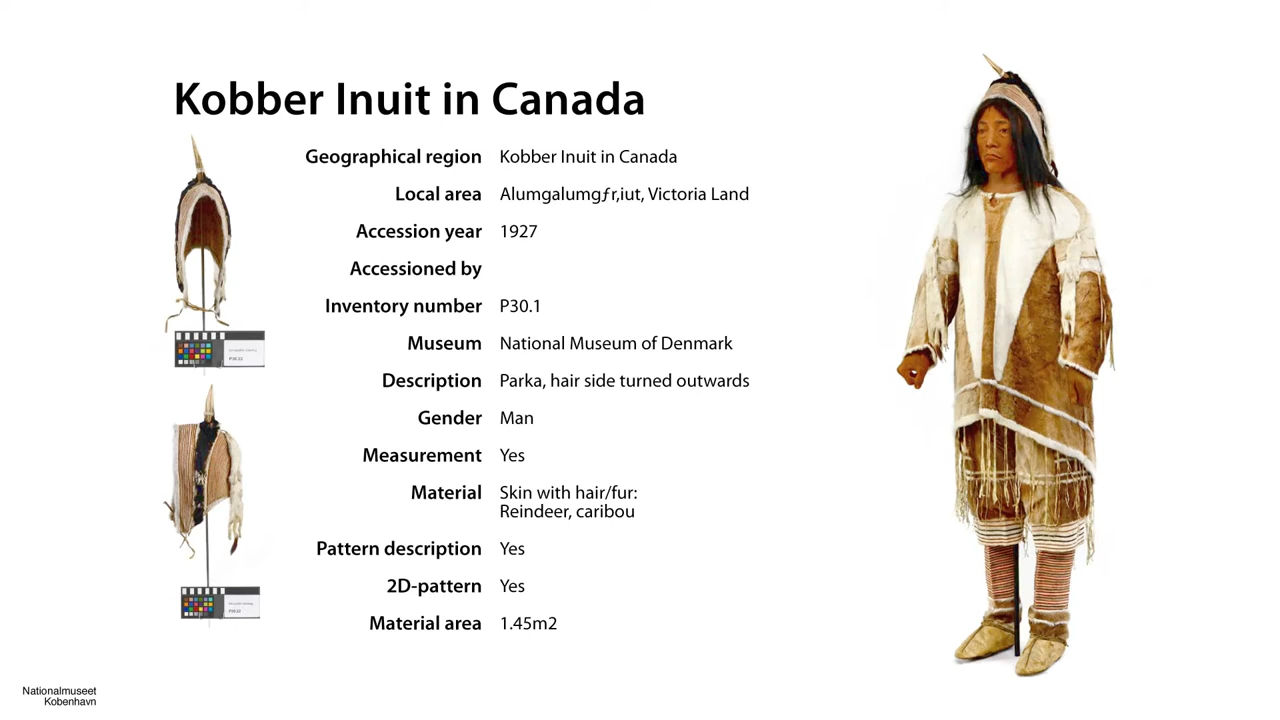 Kobber Inuit in Canada
Geographical region Kobber Inuit in Canada
Local area Alumgalumgƒr,iut, Victoria Land
Accession year 1927
Accessioned by
Inventory number P30.1
Museum National Museum of Denmark
Description Parka, hair side turned outwards
Gender Man
Measurement Yes
Material Skin with hair/fur:
Reindeer, caribou
Pattern description Yes
2D-pattern Yes
Material area 1.45m2
Nationalmuseet
Kobenhavn